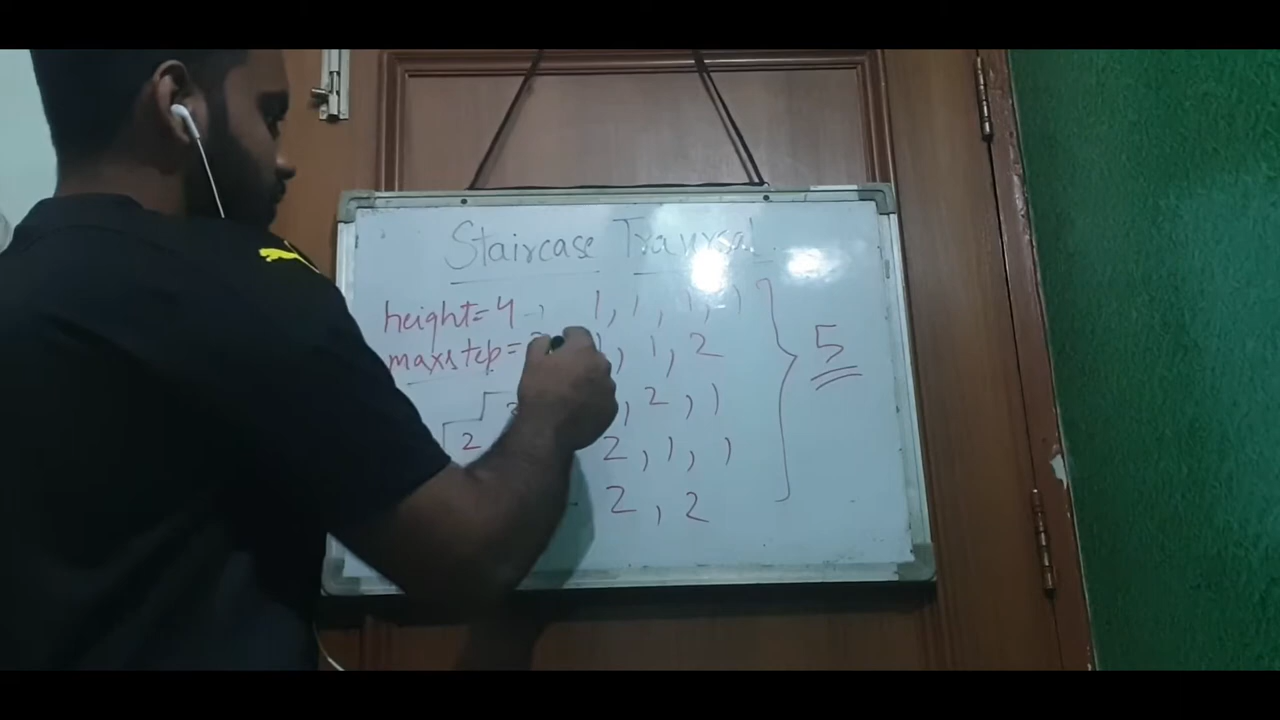 Staircase Traversal
height=4 1, 1, 1, 1
maxstep= 1, 1, 2
, 2, 1
2 2, 1, 1
2, 2
5